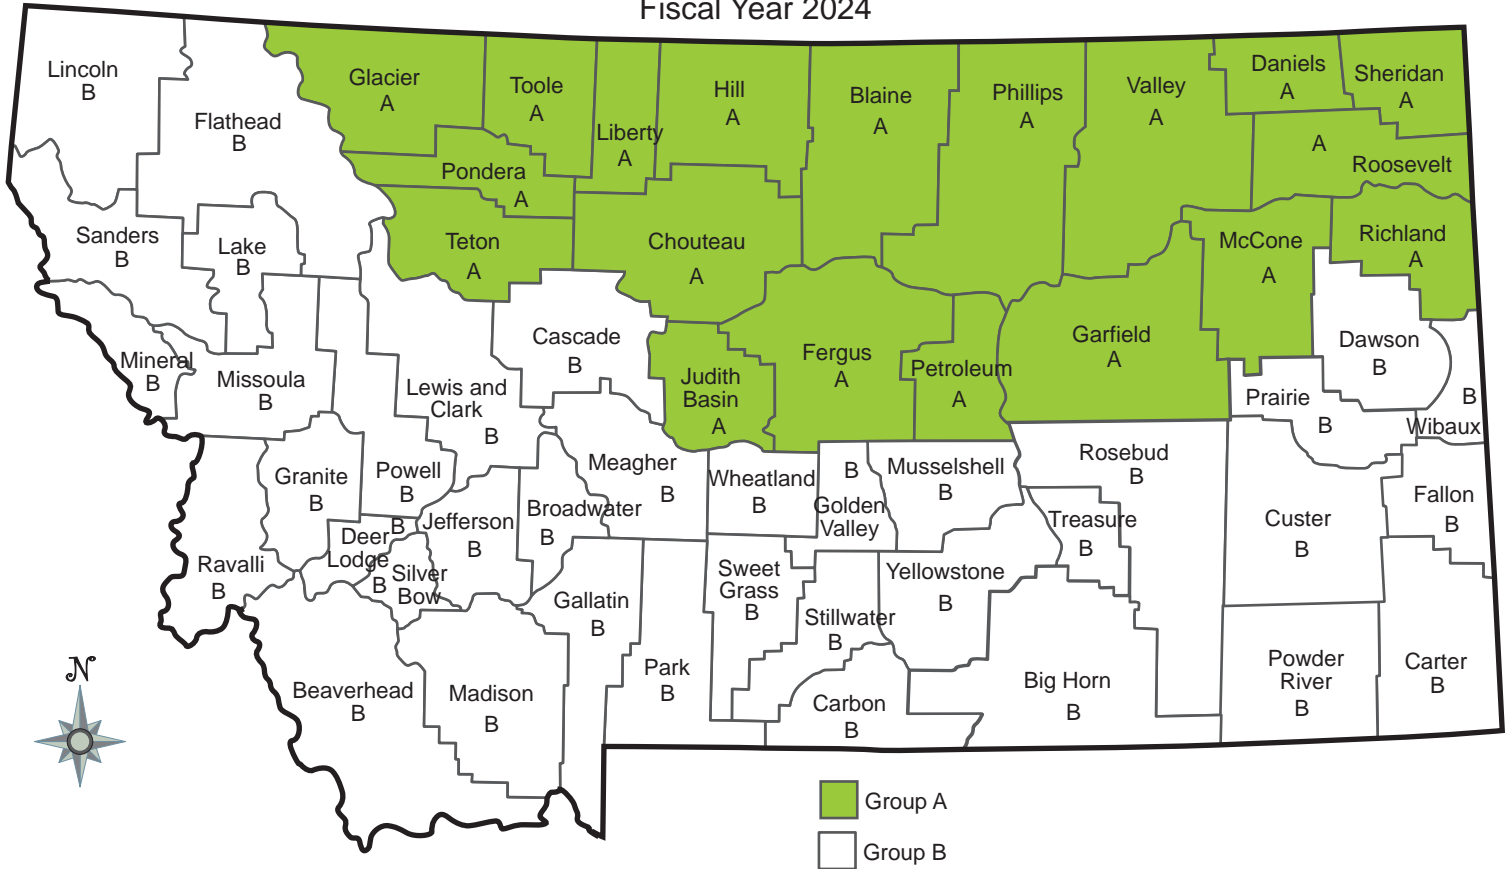 Fiscal Year 2024
Lincoln
B
Flathead
B
Glacier
A
Toole
A
Liberty
A
Hill
A
Blaine
A
Phillips
A
Valley
A
Daniels
A
Sheridan
A
A
Roosevelt
Pondera
A
Sanders
B
Lake
B
Teton
A
Chouteau
A
McCone
A
Richland
A
Mineral
B
Missoula
B
Lewis and
Clark
B
Cascade
B
Judith
Basin
A
Fergus
A
Petroleum
A
Garfield
A
Dawson
B
Prairie
B
B
Wibaux
Granite
B
Powell
B
Meagher
B
Wheatland
B
B
Golden
Valley
Musselshell
B
Rosebud
B
Treasure
B
Custer
B
Fallon
B
Ravalli
B
Deer
Lodge
B
Silver
Bow
B
Jefferson
B
Broadwater
B
Gallatin
B
Park
B
Sweet
Grass
B
Stillwater
B
Yellowstone
B
Beaverhead
B
Madison
B
Carbon
B
Big Horn
B
Powder
River
B
Carter
B
N
Group A
Group B